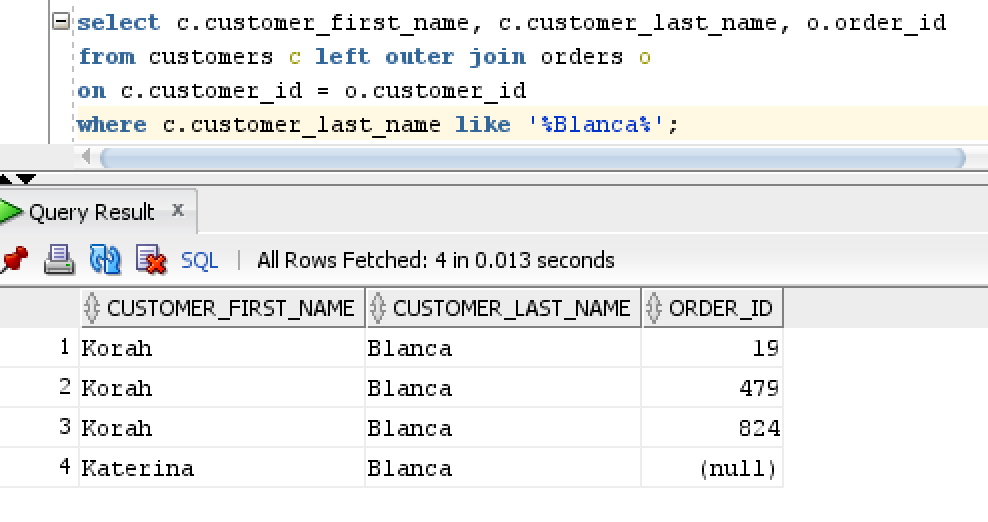 select c.customer_first_name, c.customer_last_name, o.order_id
from customers c left outer join orders o
on c.customer_id = o.customer_id
where c.customer_last_name like '%Blanca%';
Query Result x
SQL | All Rows Fetched: 4 in 0.013 seconds
CUSTOMER_FIRST_NAME CUSTOMER_LAST_NAME ORDER_ID
1 Korah Blanca 19
2 Korah Blanca 479
3 Korah Blanca 824
4 Katerina Blanca (null)